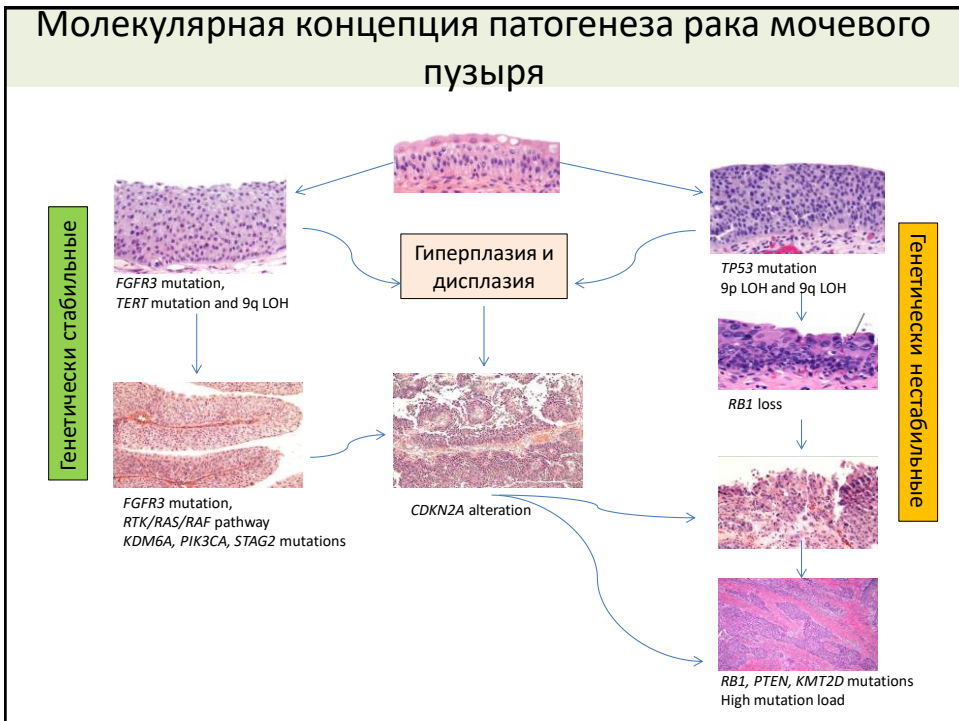 Молекулярная концепция патогенеза рака мочевого
пузыря
Генетически стабильные
FGFR3 mutation,
TERT mutation and 9q LOH
Гиперплазия и
дисплазия
TP53 mutation
9p LOH and 9q LOH
Генетически нестабильные
RB1 loss
FGFR3 mutation,
RTK/RAS/RAF pathway
KDM6A, PIK3CA, STAG2 mutations
CDKN2A alteration
RB1, PTEN, KMT2D mutations
High mutation load